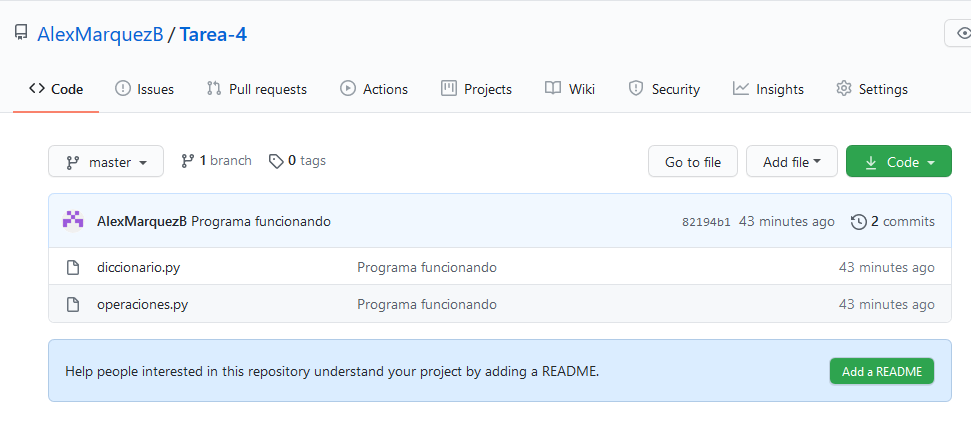 AlexMarquezB / Tarea-4
Code Issues Pull requests Actions Projects Wiki Security Insights Settings
master 1 branch 0 tags Go to file Add file Code
AlexMarquezB Programa funcionando 82194b1 43 minutes ago 2 commits
diccionario.py Programa funcionando 43 minutes ago
operaciones.py Programa funcionando 43 minutes ago
Help people interested in this repository understand your project by adding a README. Add a README